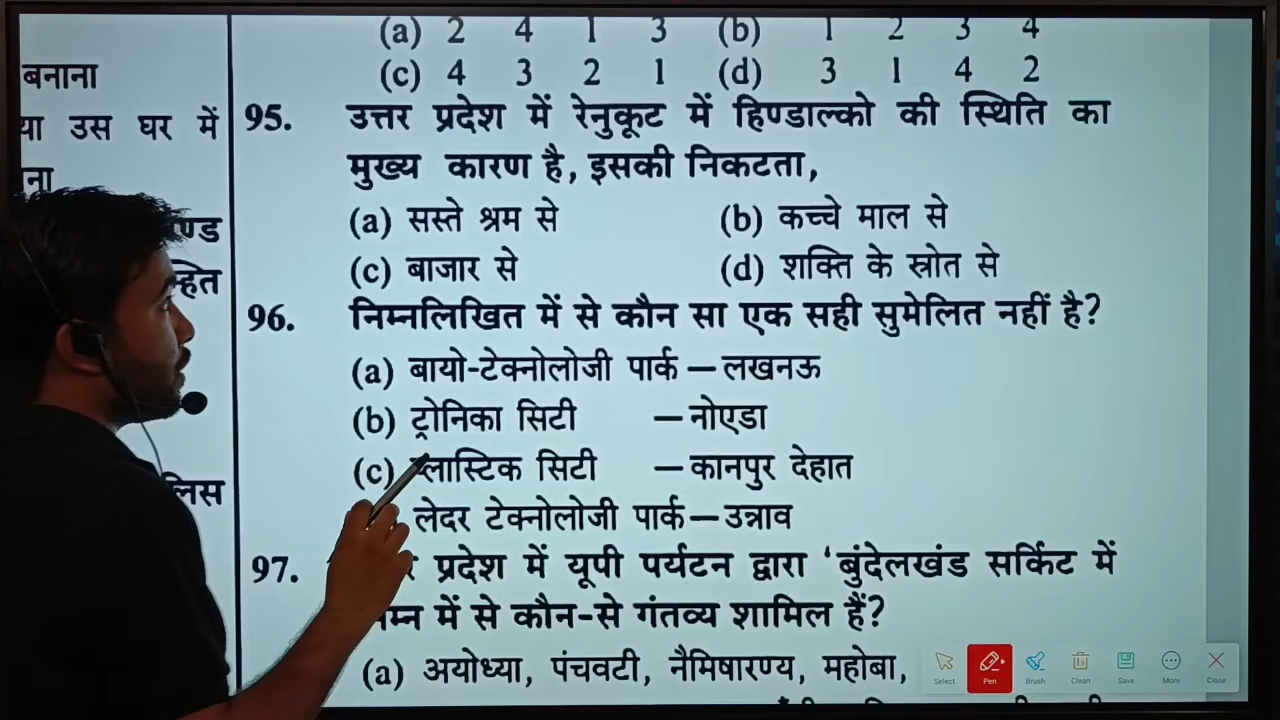 (a) 2 4 1 3 (b) 1 2 3 4
बनाना
(c) 4 3 2 1 (d) 3 1 4 2
या उस घर में
95. उत्तर प्रदेश में रेनुकूट में हिण्डाल्को की स्थिति का
मुख्य कारण है, इसकी निकटता,
(a) सस्ते श्रम से (b) कच्चे माल से
(c) बाजार से (d) शक्ति के स्रोत से
96. निम्नलिखित में से कौन सा एक सही सुमेलित नहीं है?
(a) बायो-टेक्नोलोजी पार्क – लखनऊ
(b) ट्रोनिका सिटी – नोएडा
(c) प्लास्टिक सिटी – कानपुर देहात
लेदर टेक्नोलोजी पार्क – उन्नाव
97. प्रदेश में यूपी पर्यटन द्वारा 'बुंदेलखंड सर्किट में
में से कौन-से गंतव्य शामिल हैं?
(a) अयोध्या, पंचवटी, नैमिषारण्य, महोबा,
Select Pen Brush Clean Save More Close